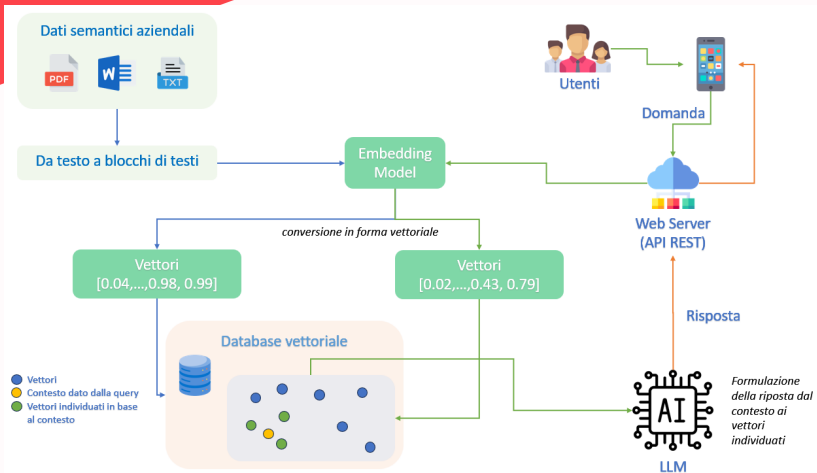 Dati semantici aziendali
PDF
W
TXT
Da testo a blocchi di testi
Embedding
Model
Utenti
Domanda
Web Server
(API REST)
conversione in forma vettoriale
Vettori
[0.04,...,0.98, 0.99]
Vettori
[0.02,...,0.43, 0.79]
Risposta
Database vettoriale
Vettori
Contesto dato dalla query
Vettori individuati in base
al contesto
AI
LLM
Formulazione
della riposta dal
contesto ai
vettori
individuati